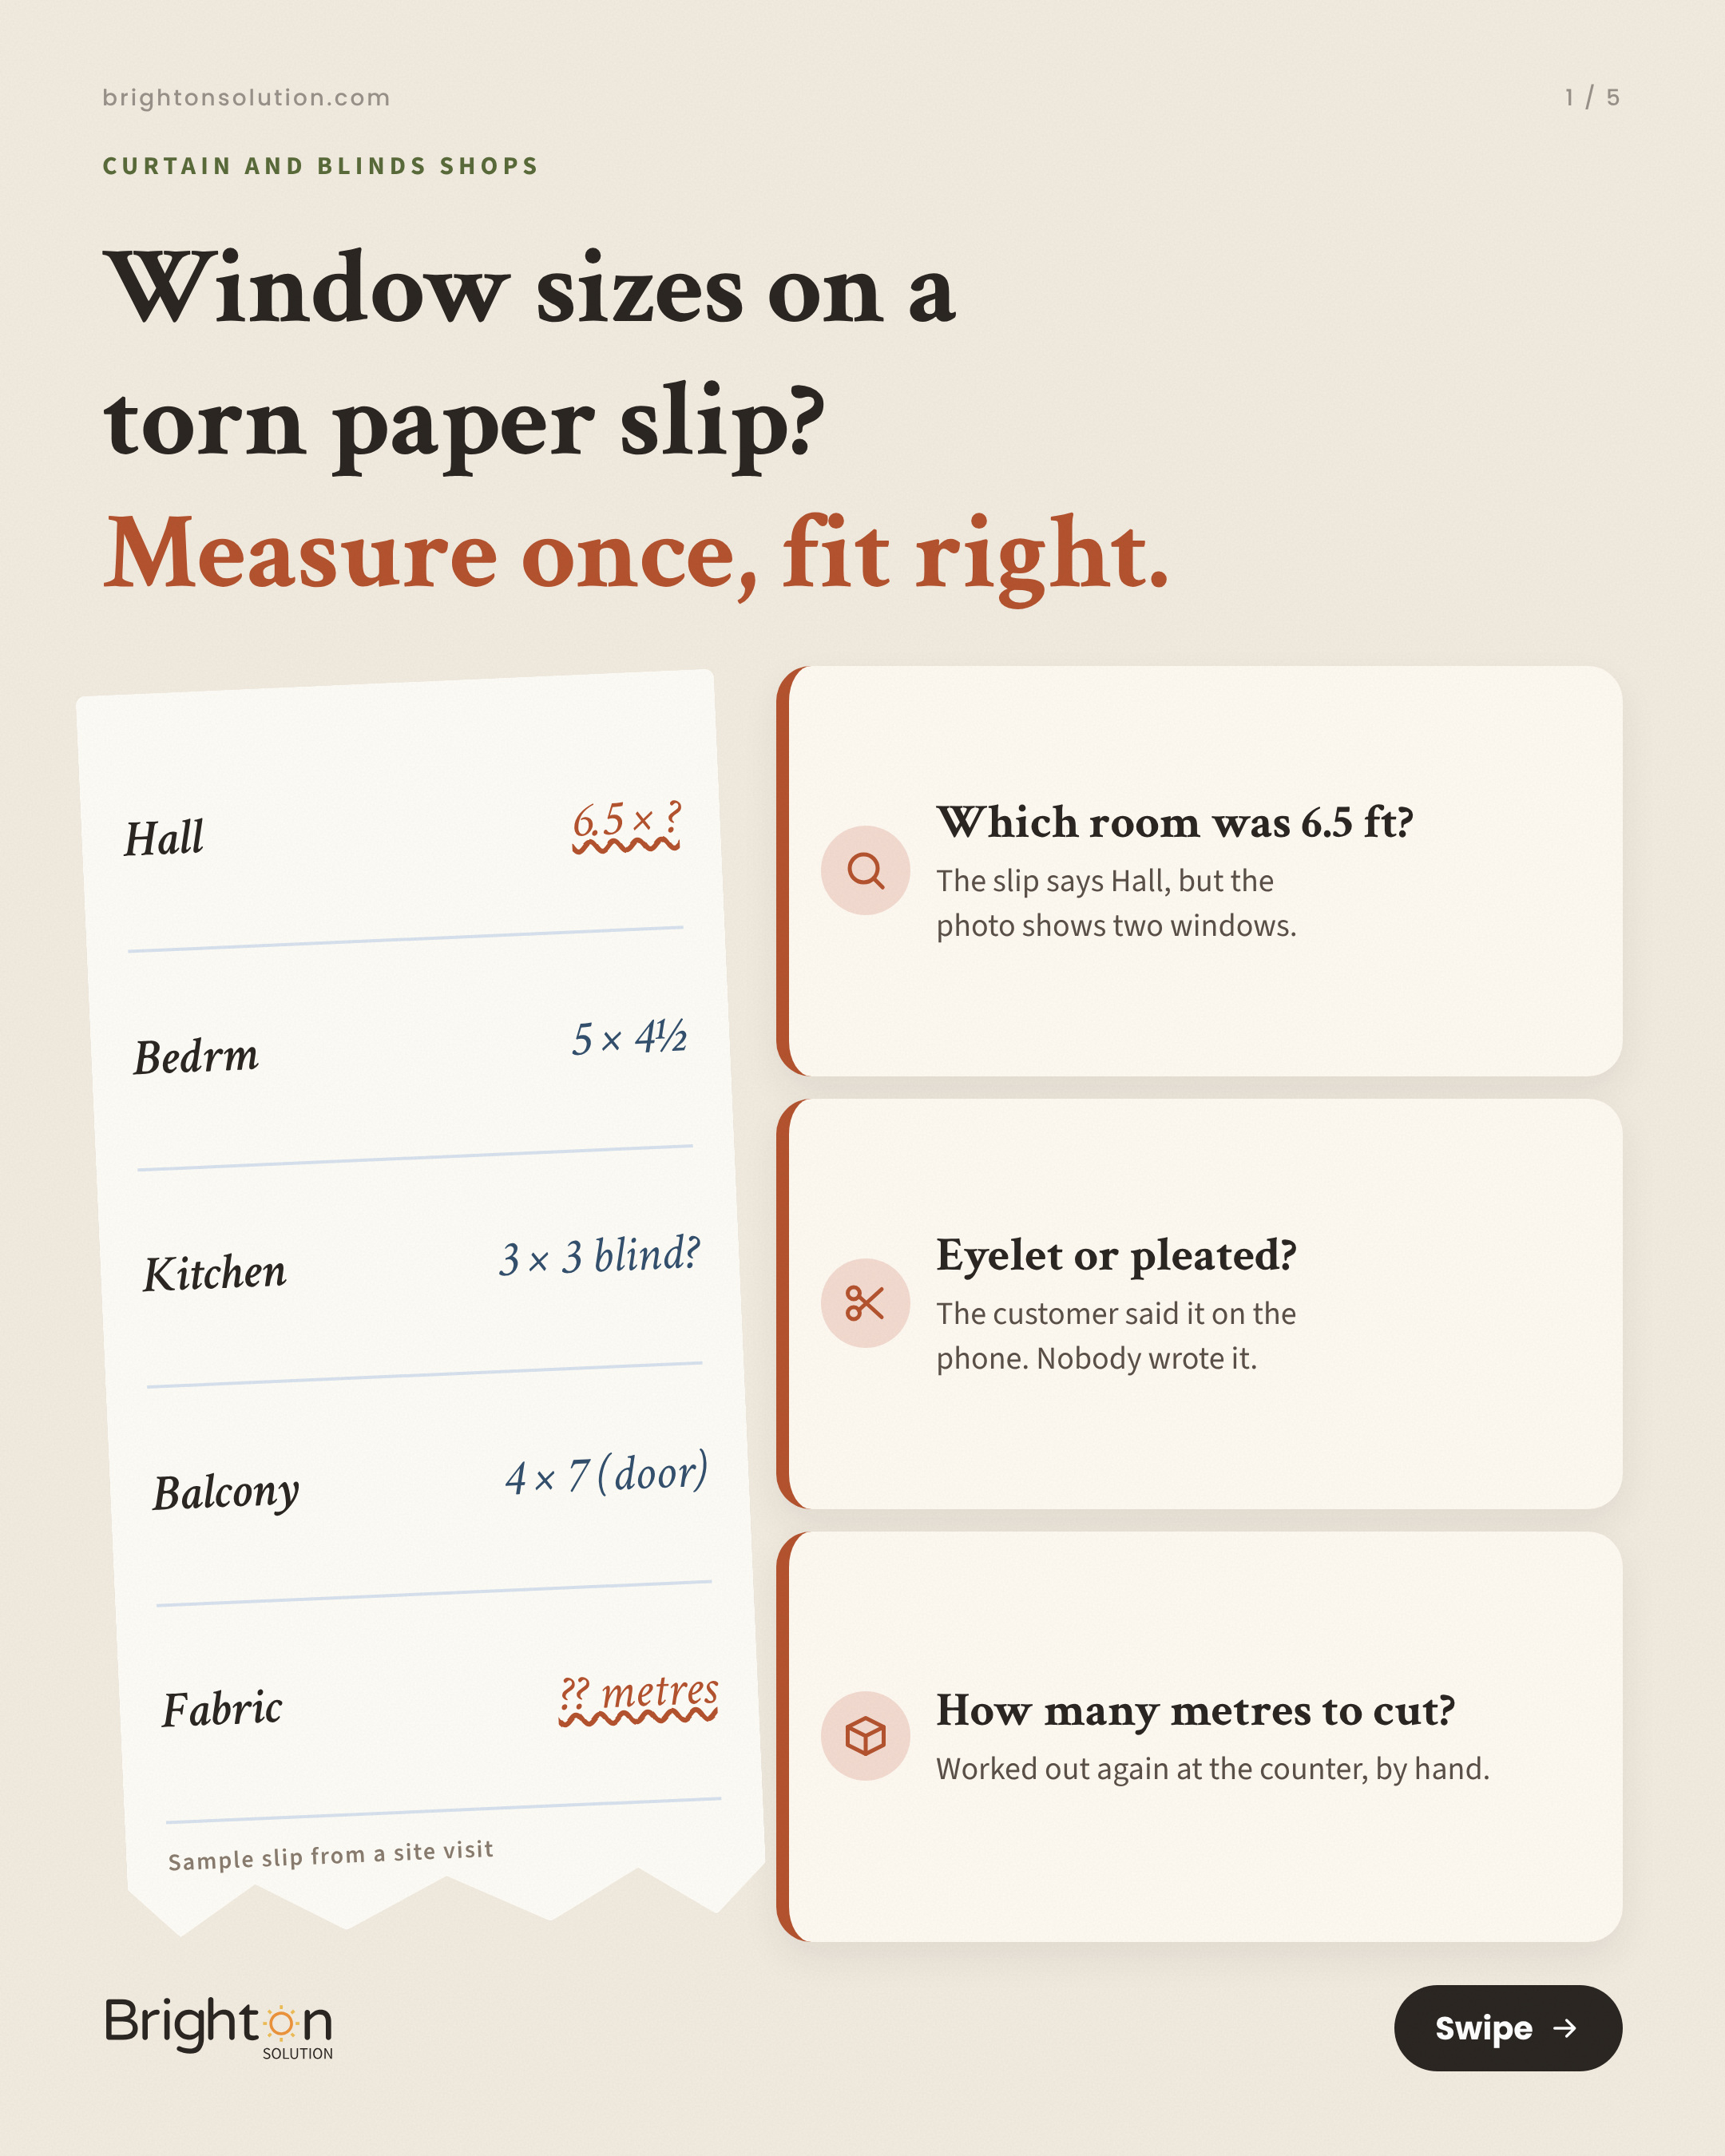 brightonsolution.com
1 / 5
CURTAIN AND BLINDS SHOPS
Window sizes on a
torn paper slip?
Measure once, fit right.
Hall 6.5 × ?
Bedrm 5 × 4½
Kitchen 3 × 3 blind?
Balcony 4 × 7 (door)
Fabric ?? metres
Sample slip from a site visit
Which room was 6.5 ft?
The slip says Hall, but the
photo shows two windows.
Eyelet or pleated?
The customer said it on the
phone. Nobody wrote it.
How many metres to cut?
Worked out again at the counter, by hand.
Brighton
SOLUTION
Swipe →